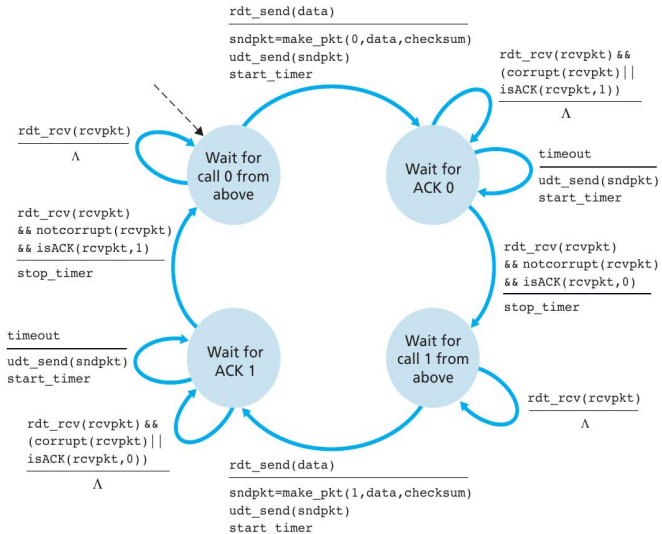 rdt_send(data)
sndpkt=make_pkt(0,data,checksum)
udt_send(sndpkt)
start_timer
rdt_rcv(rcvpkt) &&
(corrupt(rcvpkt)||
isACK(rcvpkt,1))
Λ
rdt_rcv(rcvpkt)
Λ
Wait for
call 0 from
above
Wait for
ACK 0
timeout
udt_send(sndpkt)
start_timer
rdt_rcv(rcvpkt)
&& notcorrupt(rcvpkt)
&& isACK(rcvpkt,1)
stop_timer
rdt_rcv(rcvpkt)
&& notcorrupt(rcvpkt)
&& isACK(rcvpkt,0)
stop_timer
timeout
udt_send(sndpkt)
start_timer
Wait for
ACK 1
Wait for
call 1 from
above
rdt_rcv(rcvpkt)
Λ
rdt_rcv(rcvpkt) &&
(corrupt(rcvpkt)||
isACK(rcvpkt,0))
Λ
rdt_send(data)
sndpkt=make_pkt(1,data,checksum)
udt_send(sndpkt)
start_timer